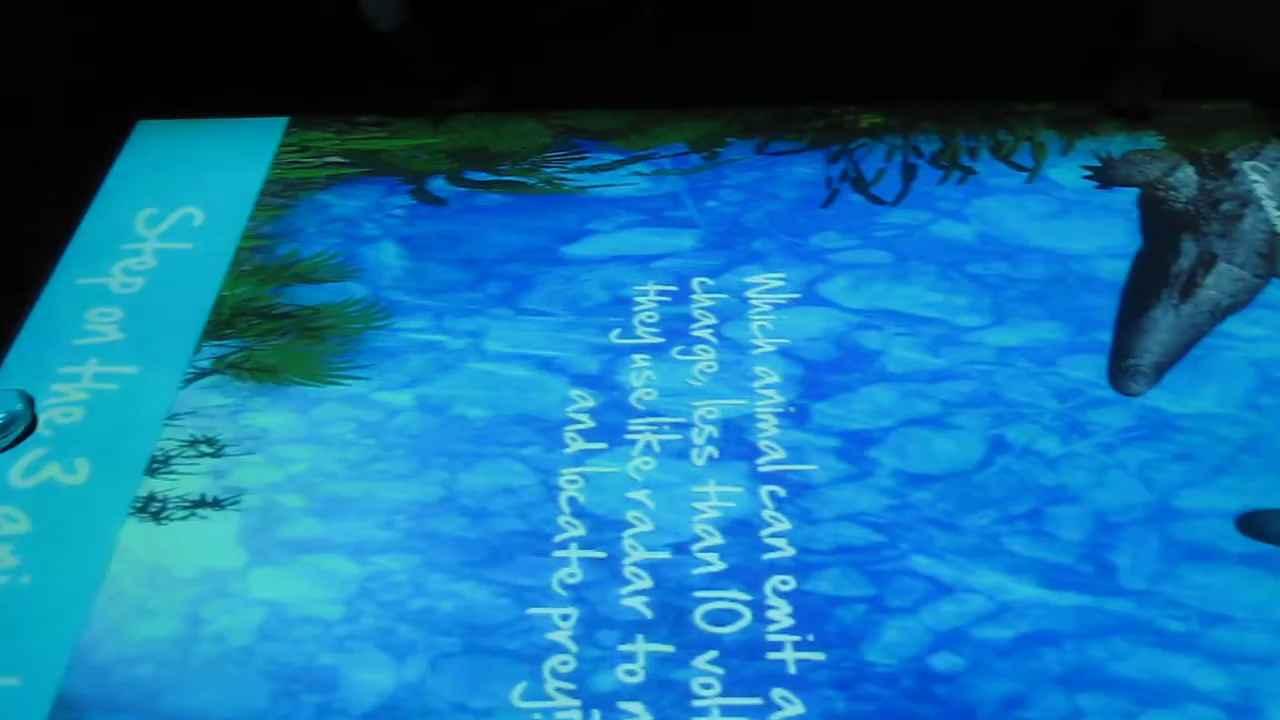 Which animal can emit a
charge, less than 10 volt
they use like radar to
and locate prey
Step on the 3